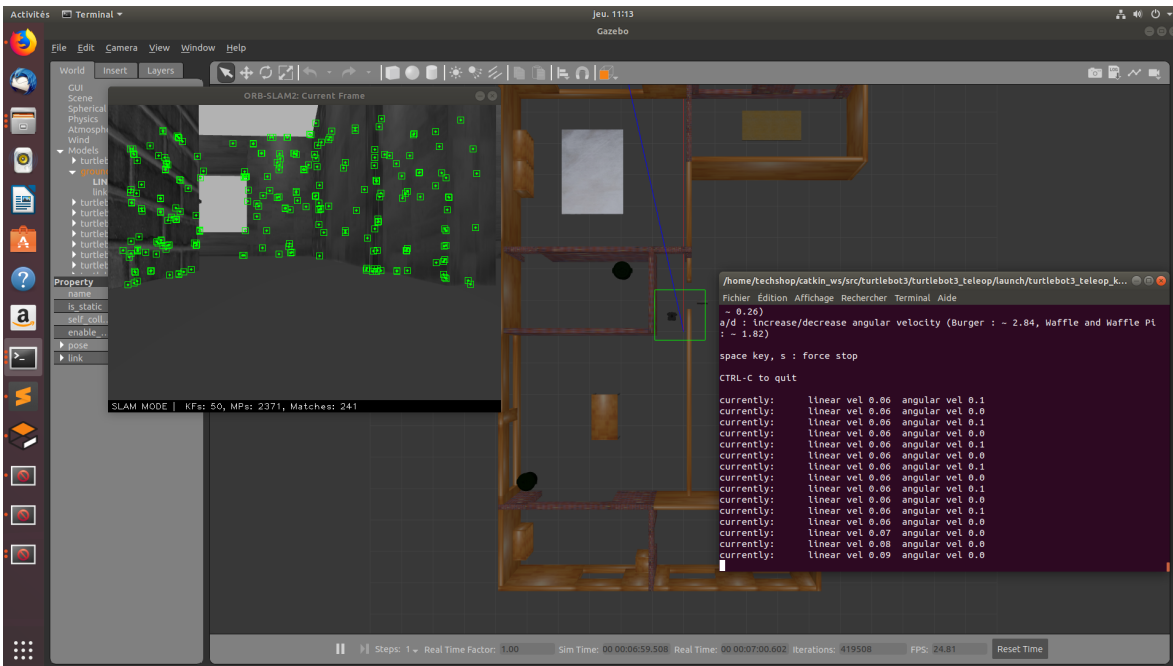 Activités
Terminal
jeu. 11:13
Gazebo
File Edit Camera View Window Help
World Insert Layers
GUI
Scene
Spherical
Physics
Atmosph
Wind
Models
turtlet
groun
LIN
link
turtlet
turtlet
turtlet
turtlet
turtlet
turtlet
Property
name
is_static
self_coll..
enable_..
pose
link
ORB-SLAM2: Current Frame
SLAM MODE | KFs: 50, MPs: 2371, Matches: 241
/home/techshop/catkin_ws/src/turtlebot3/turtlebot3_teleop/launch/turtlebot3_teleop_k...
Fichier Édition Affichage Rechercher Terminal Aide
~ 0.26)
a/d : increase/decrease angular velocity (Burger : ~ 2.84, Waffle and Waffle Pi
: ~ 1.82)
space key, s : force stop
CTRL-C to quit
currently: linear vel 0.06 angular vel 0.1
currently: linear vel 0.06 angular vel 0.0
currently: linear vel 0.06 angular vel 0.1
currently: linear vel 0.06 angular vel 0.0
currently: linear vel 0.06 angular vel 0.1
currently: linear vel 0.06 angular vel 0.0
currently: linear vel 0.06 angular vel 0.1
currently: linear vel 0.06 angular vel 0.0
currently: linear vel 0.06 angular vel 0.1
currently: linear vel 0.06 angular vel 0.0
currently: linear vel 0.06 angular vel 0.1
currently: linear vel 0.06 angular vel 0.0
currently: linear vel 0.07 angular vel 0.0
currently: linear vel 0.08 angular vel 0.0
currently: linear vel 0.09 angular vel 0.0
Steps: 1 Real Time Factor: 1.00 Sim Time: 00 00:06:59.508 Real Time: 00 00:07:00.602 Iterations: 419508 FPS: 24.81 Reset Time